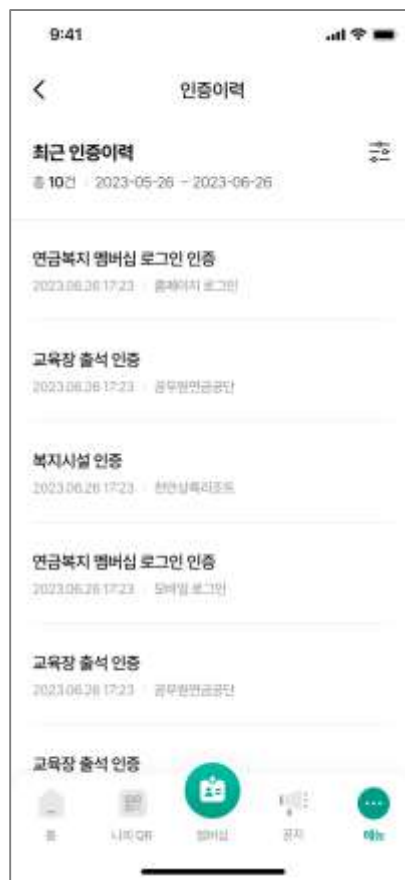 9:41
인증이력
최근 인증이력
총 10건 2023-05-26 ~ 2023-06-26
연금복지 멤버십 로그인 인증
2023.06.26 17:23 · 홈페이지 로그인
교육장 출석 인증
2023.06.26 17:23 · 공무원연금공단
복지시설 인증
2023.06.26 17:23 · 천안상록리조트
연금복지 멤버십 로그인 인증
2023.06.26 17:23 · 모바일 로그인
교육장 출석 인증
2023.06.26 17:23 · 공무원연금공단
교육장 출석 인증
홈 나의 QR 멤버십 공지 메뉴